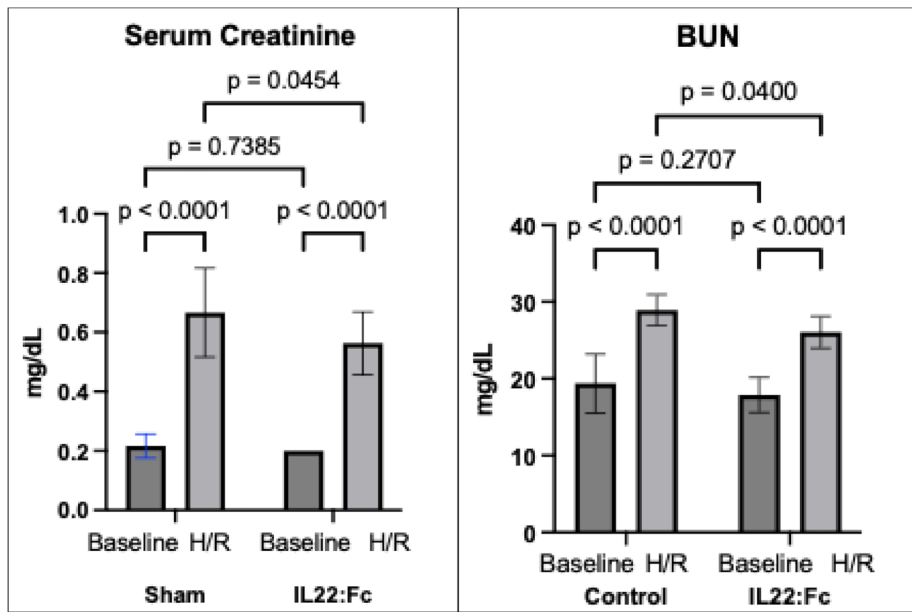 Serum Creatinine
p = 0.0454
p = 0.7385
p < 0.0001 p < 0.0001
1.0
0.8
0.6
0.4
0.2
0.0
mg/dL
Baseline H/R Baseline H/R
Sham IL22:Fc
BUN
p = 0.0400
p = 0.2707
p < 0.0001 p < 0.0001
40
30
20
10
0
mg/dL
Baseline H/R Baseline H/R
Control IL22:Fc